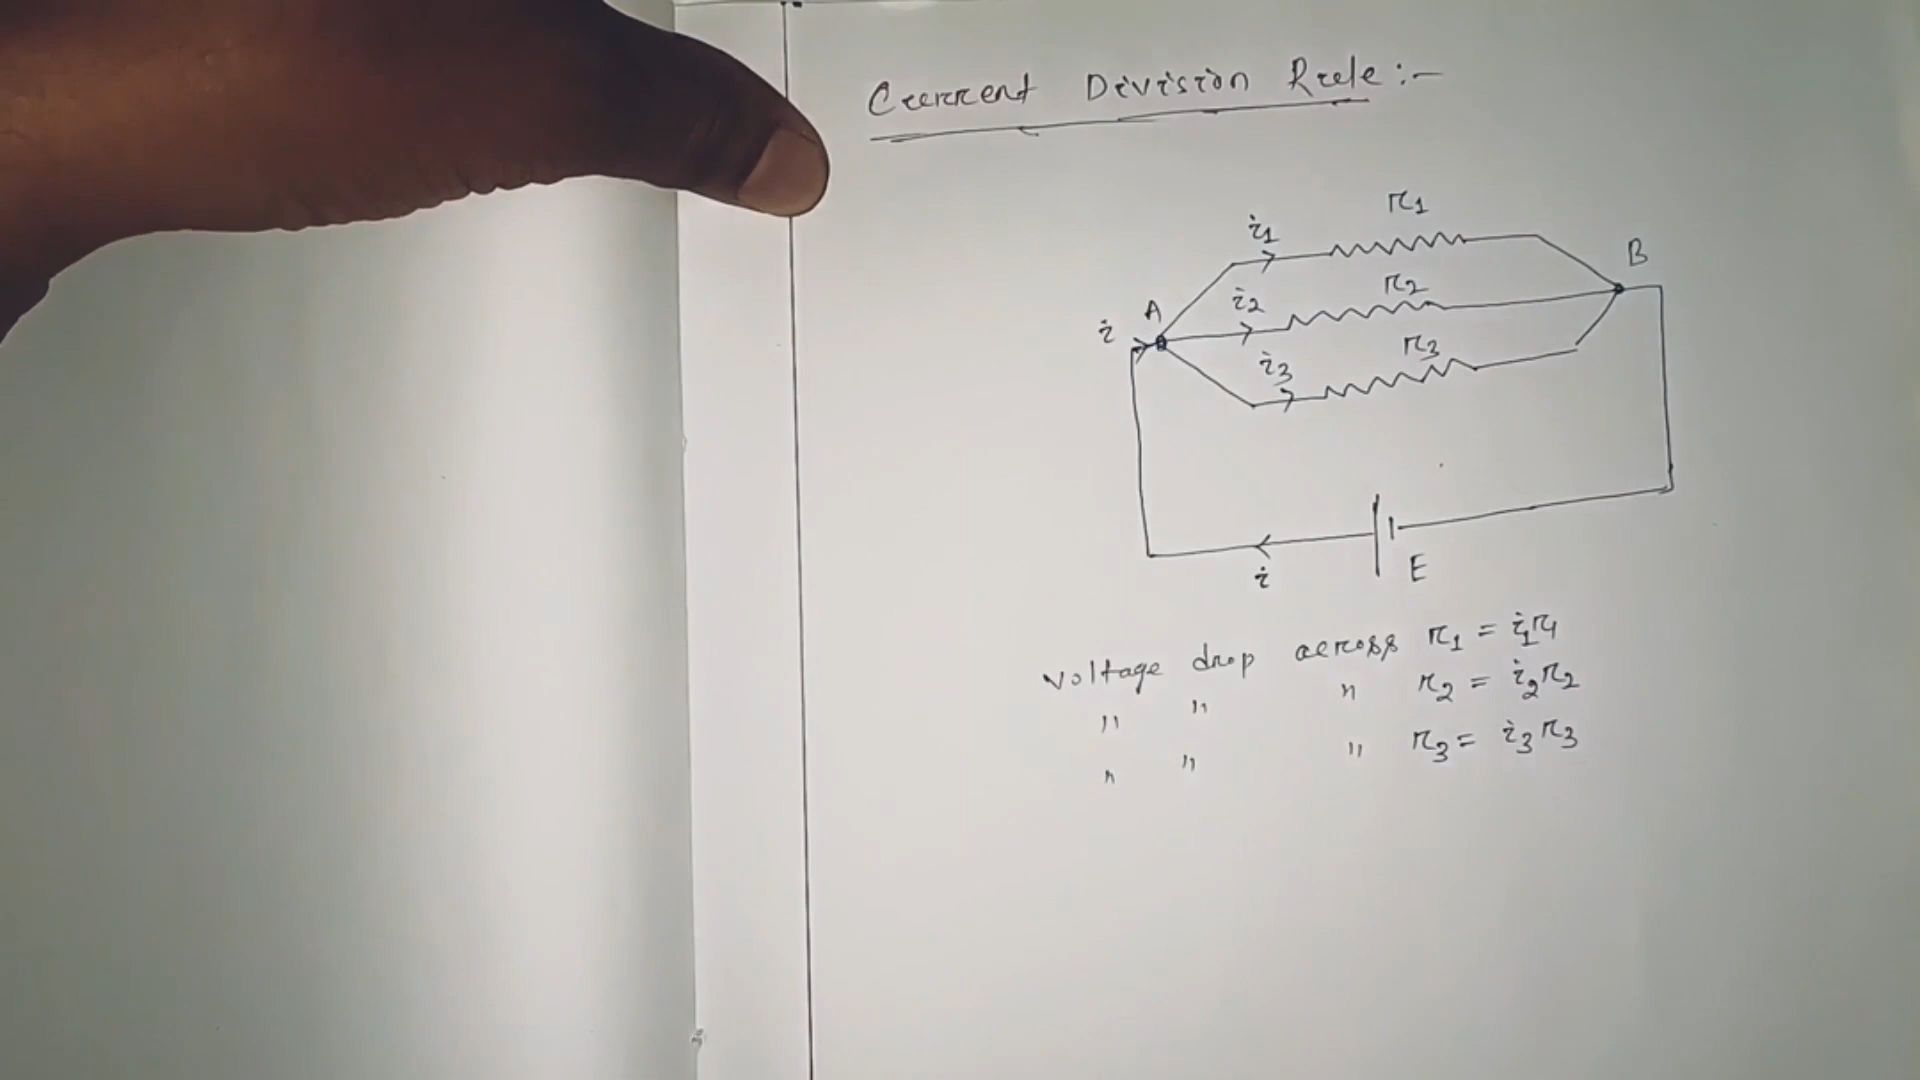 Current Division Rule :-
r1
i1
B
r2
i2
A
i
r3
i3
E
i
voltage drop across r1 = i1r1
" " " r2 = i2r2
" " " r3 = i3r3